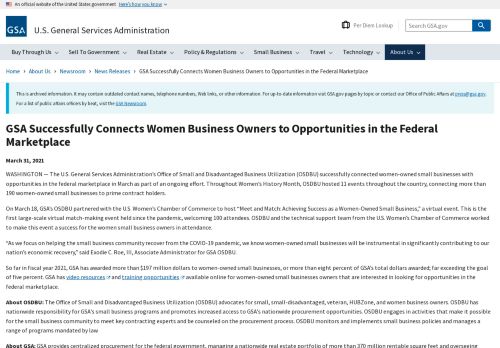 An official website of the United States government Here's how you know
GSA
U.S. General Services Administration
Per Diem Lookup
Search GSA.gov
Buy Through Us
Sell To Government
Real Estate
Policy & Regulations
Small Business
Travel
Technology
About Us
Home › About Us › Newsroom › News Releases › GSA Successfully Connects Women Business Owners to Opportunities in the Federal Marketplace
This is archived information. It may contain outdated contact names, telephone numbers, Web links, or other information. For up-to-date information visit GSA.gov pages by topic or contact our Office of Public Affairs at press@gsa.gov.
For a list of public affairs officers by beat, visit the GSA Newsroom.
GSA Successfully Connects Women Business Owners to Opportunities in the Federal
Marketplace
March 31, 2021
WASHINGTON — The U.S. General Services Administration's Office of Small and Disadvantaged Business Utilization (OSDBU) successfully connected women-owned small businesses with
opportunities in the federal marketplace in March as part of an ongoing effort. Throughout Women's History Month, OSDBU hosted 11 events throughout the country, connecting more than
190 women-owned small businesses to prime contract holders.
On March 18, GSA's OSDBU partnered with the U.S. Women's Chamber of Commerce to host "Meet and Match: Achieving Success as a Women-Owned Small Business," a virtual event. This is the
first large-scale virtual match-making event held since the pandemic, welcoming 100 attendees. OSDBU and the technical support team from the U.S. Women's Chamber of Commerce worked
to make this event a success for the women small business owners in attendance.
"As we focus on helping the small business community recover from the COVID-19 pandemic, we know women-owned small businesses will be instrumental in significantly contributing to our
nation's economic recovery," said Exodie C. Roe, III, Associate Administrator for GSA OSDBU.
So far in fiscal year 2021, GSA has awarded more than $197 million dollars to women-owned small businesses, or more than eight percent of GSA's total dollars awarded; far exceeding the goal
of five percent. GSA has video resources and training opportunities available online for women-owned small businesses owners that are interested in looking for opportunities in the federal
marketplace.
About OSDBU: The Office of Small and Disadvantaged Business Utilization (OSDBU) advocates for small, small-disadvantaged, veteran, HUBZone, and women business owners. OSDBU has
nationwide responsibility for GSA's small business programs and promotes increased access to GSA's nationwide procurement opportunities. OSDBU engages in activities that make it possible
for the small business community to meet key contracting experts and be counseled on the procurement process. OSDBU monitors and implements small business policies and manages a
range of programs mandated by law
About GSA: GSA provides centralized procurement for the federal government, managing a nationwide real estate portfolio of more than 370 million rentable square feet and overseeing